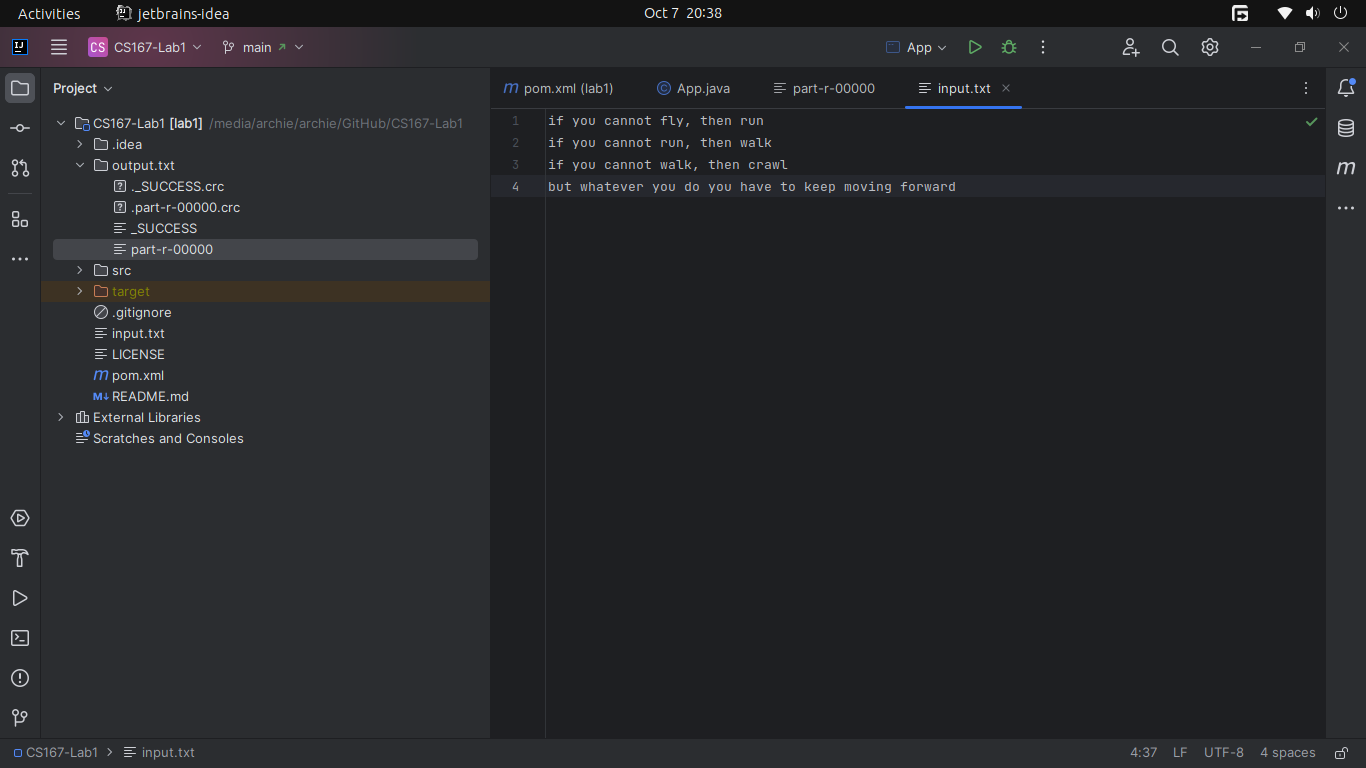 Activities jetbrains-idea Oct 7 20:38
CS CS167-Lab1 main App
Project
pom.xml (lab1) App.java part-r-00000 input.txt
CS167-Lab1 [lab1] /media/archie/archie/GitHub/CS167-Lab1
.idea
output.txt
._SUCCESS.crc
.part-r-00000.crc
_SUCCESS
part-r-00000
src
target
.gitignore
input.txt
LICENSE
pom.xml
README.md
External Libraries
Scratches and Consoles
1 if you cannot fly, then run
2 if you cannot run, then walk
3 if you cannot walk, then crawl
4 but whatever you do you have to keep moving forward
CS167-Lab1 input.txt 4:37 LF UTF-8 4 spaces